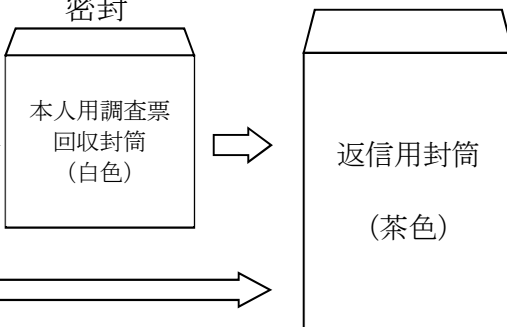 密封
本人用調査票
回収封筒
（白色）
返信用封筒
（茶色）